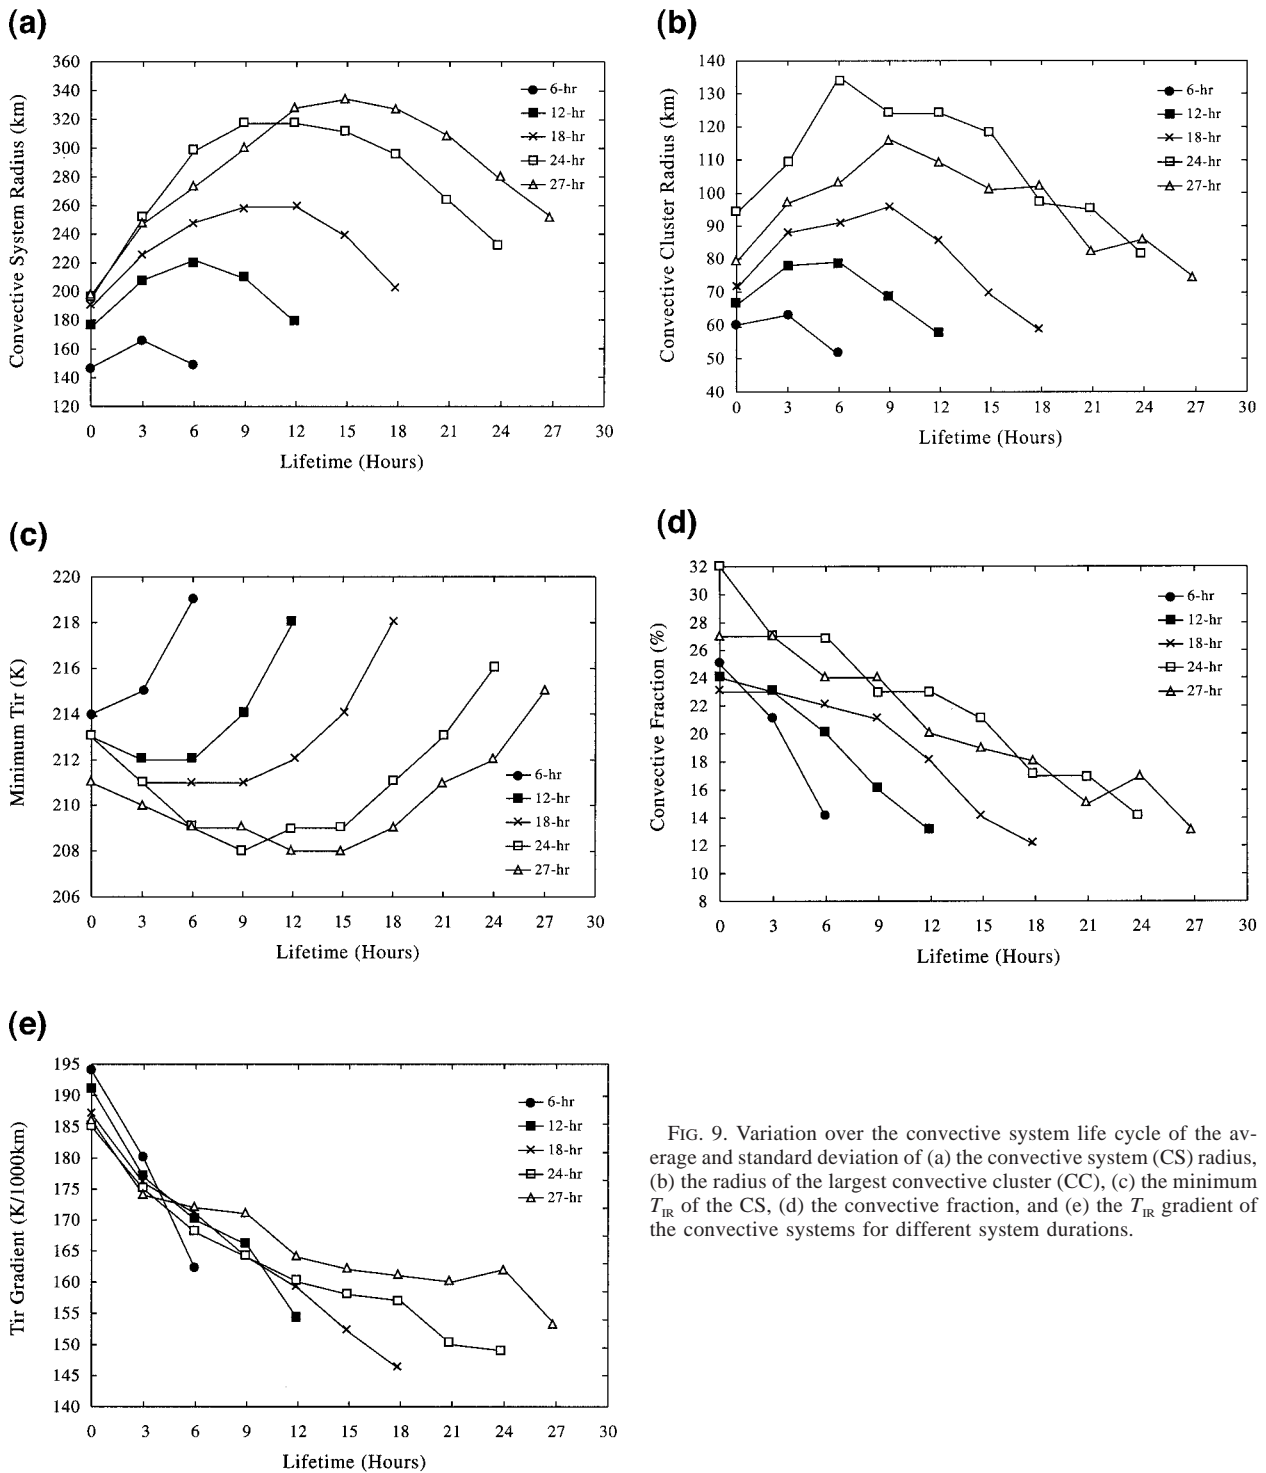 (a)
360
340
320
300
280
260
240
220
200
180
160
140
120
Convective System Radius (km)
6-hr
12-hr
18-hr
24-hr
27-hr
0 3 6 9 12 15 18 21 24 27 30
Lifetime (Hours)
(b)
140
130
120
110
100
90
80
70
60
50
40
Convective Cluster Radius (km)
6-hr
12-hr
18-hr
24-hr
27-hr
0 3 6 9 12 15 18 21 24 27 30
Lifetime (Hours)
(c)
220
218
216
214
212
210
208
206
Minimum Tir (K)
6-hr
12-hr
18-hr
24-hr
27-hr
0 3 6 9 12 15 18 21 24 27 30
Lifetime (Hours)
(d)
32
30
28
26
24
22
20
18
16
14
12
10
8
Convective Fraction (%)
6-hr
12-hr
18-hr
24-hr
27-hr
0 3 6 9 12 15 18 21 24 27 30
Lifetime (Hours)
(e)
195
190
185
180
175
170
165
160
155
150
145
140
Tir Gradient (K/1000km)
6-hr
12-hr
18-hr
24-hr
27-hr
0 3 6 9 12 15 18 21 24 27 30
Lifetime (Hours)
FIG. 9. Variation over the convective system life cycle of the av-
erage and standard deviation of (a) the convective system (CS) radius,
(b) the radius of the largest convective cluster (CC), (c) the minimum
T_IR of the CS, (d) the convective fraction, and (e) the T_IR gradient of
the convective systems for different system durations.